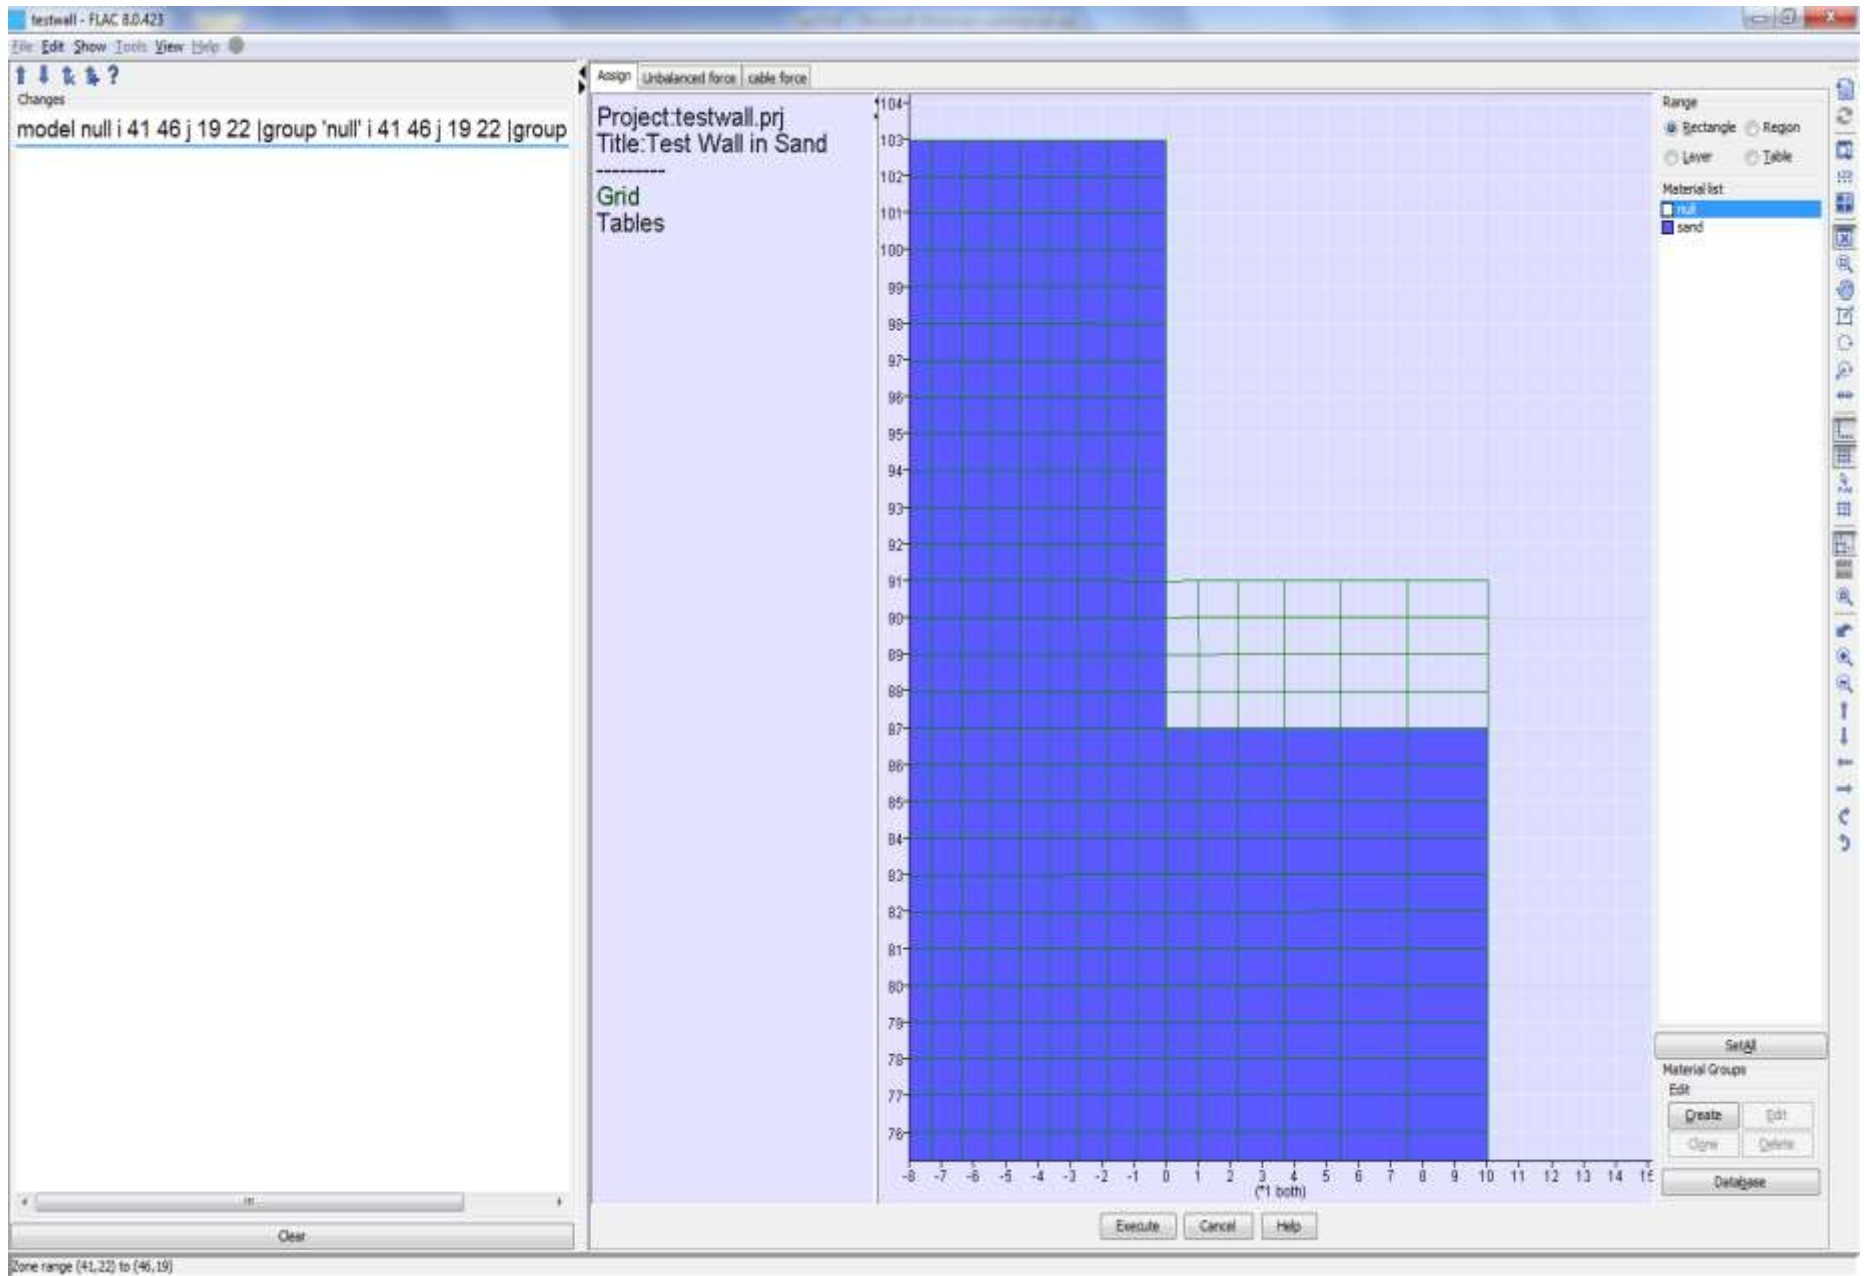 testwall - FLAC 8.0.423
File Edit Show Tools View Help
?
Changes
model null i 41 46 j 19 22 |group 'null' i 41 46 j 19 22 |group
Clear
Assign Unbalanced force cable force
Project:testwall.prj
Title:Test Wall in Sand
---------
Grid
Tables
104
103
102
101
100
99
98
97
96
95
94
93
92
91
90
89
88
87
86
85
84
83
82
81
80
79
78
77
76
-8 -7 -6 -5 -4 -3 -2 -1 0 1 2 3 4 5 6 7 8 9 10 11 12 13 14
(*1 both)
Execute Cancel Help
Range
Rectangle Region
Layer Table
Material list
null
sand
SetAll
Material Groups
Edit
Create Edit
Clone Delete
Database
Zone range (41,22) to (46,19)